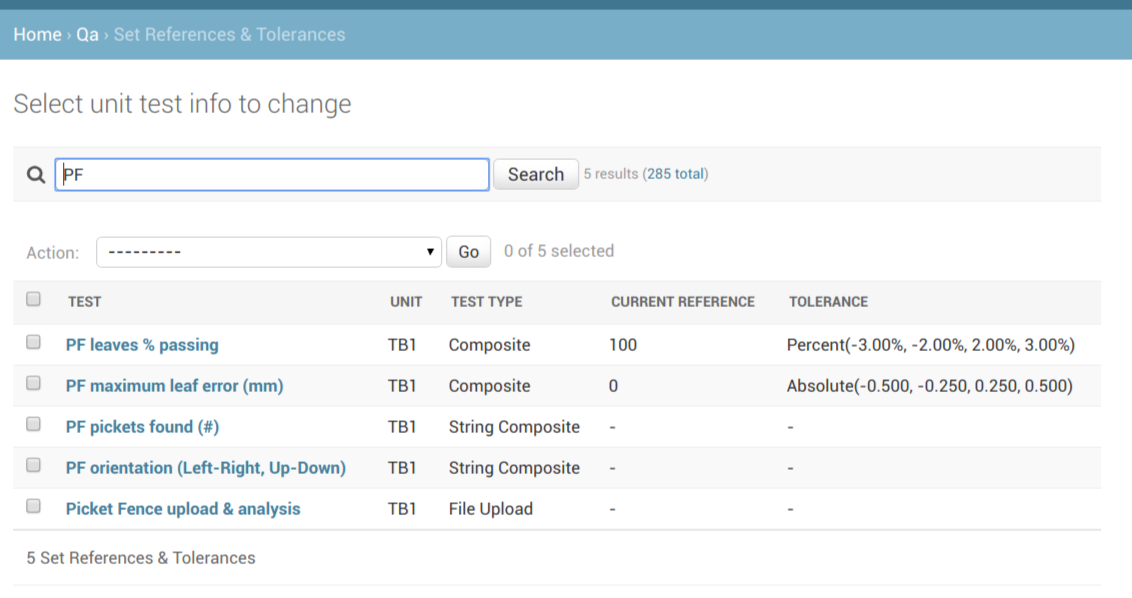 Home › Qa › Set References & Tolerances
Select unit test info to change
PF Search 5 results (285 total)
Action: --------- Go 0 of 5 selected
TEST UNIT TEST TYPE CURRENT REFERENCE TOLERANCE
PF leaves % passing TB1 Composite 100 Percent(-3.00%, -2.00%, 2.00%, 3.00%)
PF maximum leaf error (mm) TB1 Composite 0 Absolute(-0.500, -0.250, 0.250, 0.500)
PF pickets found (#) TB1 String Composite - -
PF orientation (Left-Right, Up-Down) TB1 String Composite - -
Picket Fence upload & analysis TB1 File Upload - -
5 Set References & Tolerances